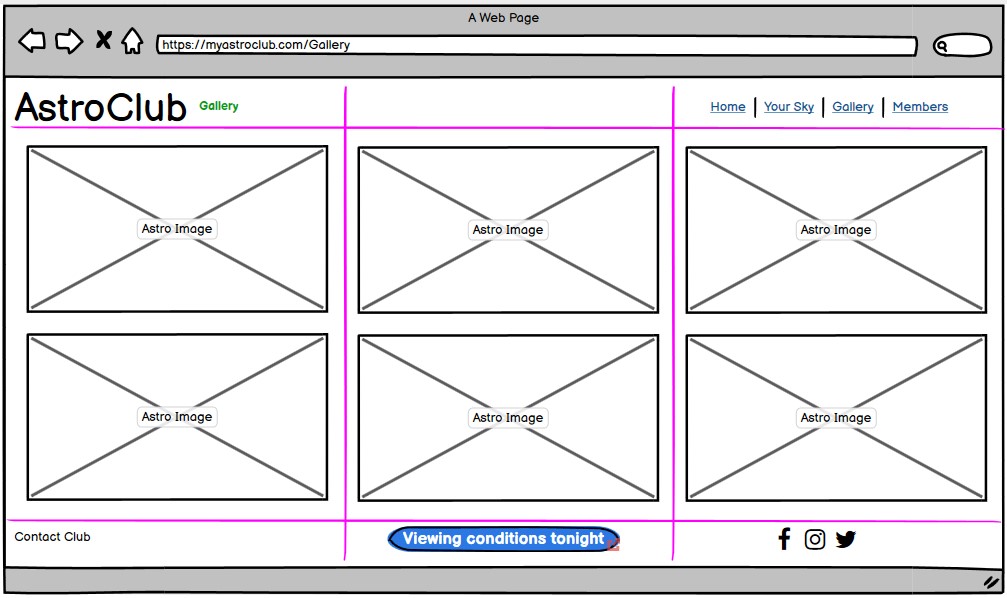 A Web Page
https://myastroclub.com/Gallery
AstroClub Gallery Home Your Sky Gallery Members
Astro Image Astro Image Astro Image
Astro Image Astro Image Astro Image
Contact Club Viewing conditions tonight